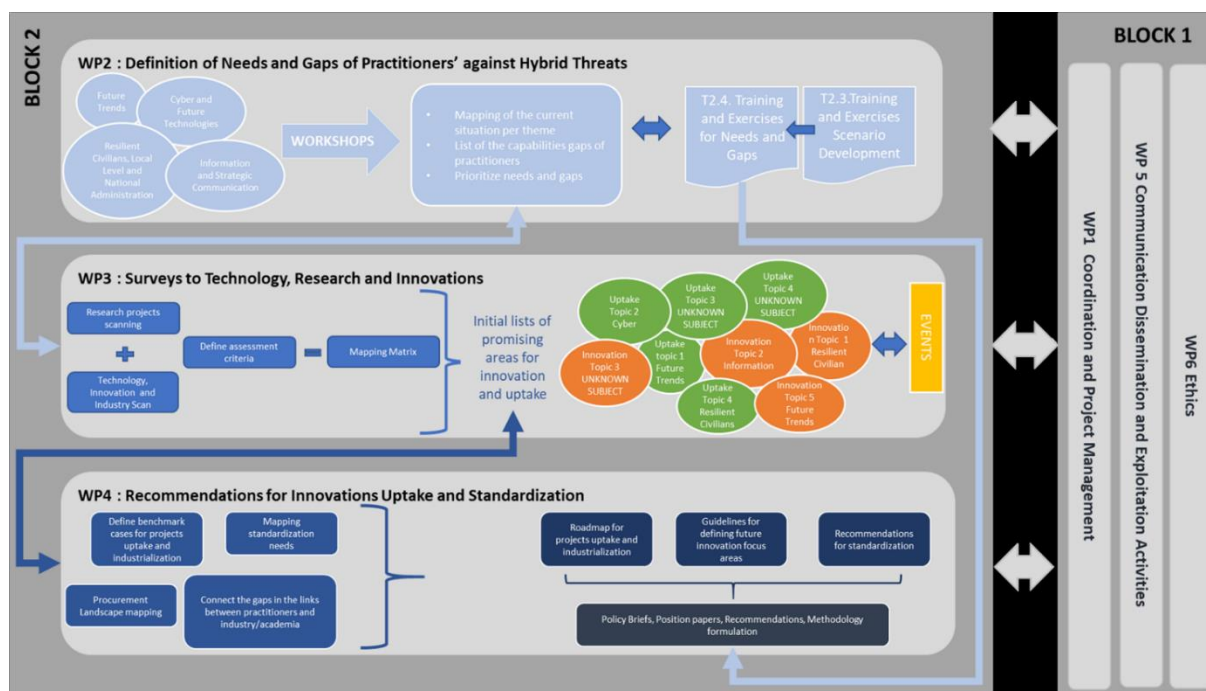 BLOCK 2
BLOCK 1
WP2 : Definition of Needs and Gaps of Practitioners' against Hybrid Threats
Future
Trends
Cyber and
Future
Technologies
Resilient
Civilians, Local
Level and
National
Administration
Information
and Strategic
Communication
WORKSHOPS
• Mapping of the current
situation per theme
• List of the capabilities gaps of
practitioners
• Prioritize needs and gaps
T2.4. Training
and Exercises
for Needs and
Gaps
T2.3.Training
and Exercises
Scenario
Development
WP3 : Surveys to Technology, Research and Innovations
Research projects
scanning
Technology,
Innovation and
Industry Scan
Define assessment
criteria
Mapping Matrix
Initial lists of
promising
areas for
innovation
and uptake
Uptake
Topic 2
Cyber
Uptake
Topic 3
UNKNOWN
SUBJECT
Uptake
Topic 4
UNKNOWN
SUBJECT
Innovation
Topic 3
UNKNOWN
SUBJECT
Uptake
topic 1
Future
Trends
Innovation
Topic 2
Information
Innovatio
n Topic 1
Resilient
Civilian
Uptake
Topic 4
Resilient
Civilians
Innovation
Topic 5
Future
Trends
EVENTS
WP4 : Recommendations for Innovations Uptake and Standardization
Define benchmark
cases for projects
uptake and
industrialization
Mapping
standardization
needs
Procurement
Landscape mapping
Connect the gaps in the links
between practitioners and
industry/academia
Roadmap for
projects uptake and
industrialization
Guidelines for
defining future
innovation focus
areas
Recommendations
for standardization
Policy Briefs, Position papers, Recommendations, Methodology
formulation
WP1 Coordination and Project Management
WP 5 Communication Dissemination and Exploitation Activities
WP6 Ethics